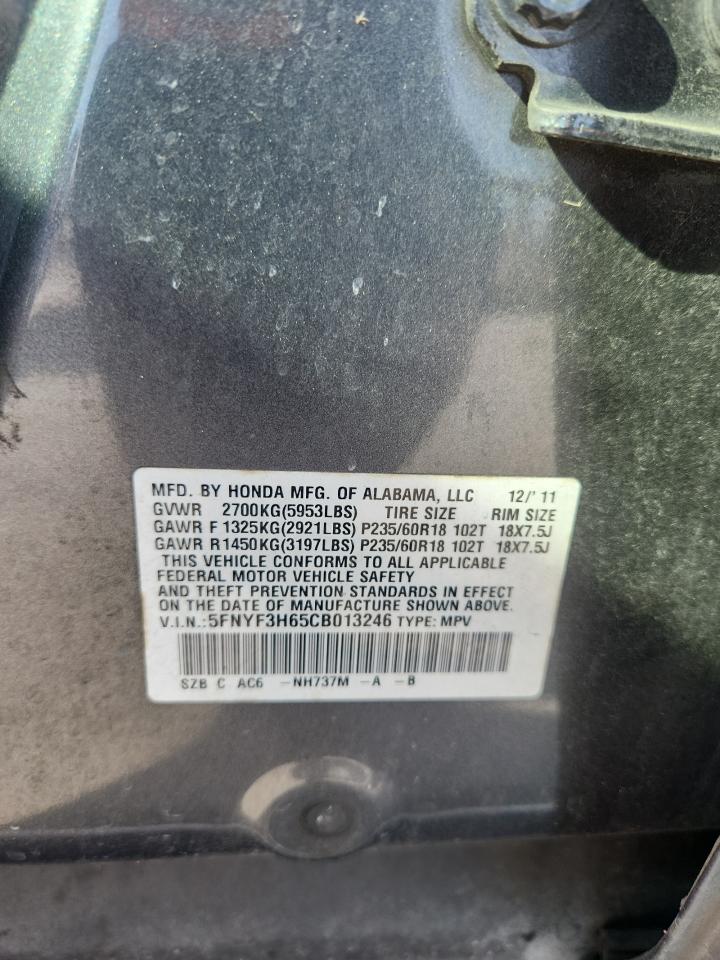 MFD. BY HONDA MFG. OF ALABAMA, LLC 12/'11
GVWR 2700KG(5953LBS) TIRE SIZE RIM SIZE
GAWR F 1325KG(2921LBS) P235/60R18 102T 18X7.5J
GAWR R1450KG(3197LBS) P235/60R18 102T 18X7.5J
THIS VEHICLE CONFORMS TO ALL APPLICABLE
FEDERAL MOTOR VEHICLE SAFETY
AND THEFT PREVENTION STANDARDS IN EFFECT
ON THE DATE OF MANUFACTURE SHOWN ABOVE.
V.I.N.:5FNYF3H65CB013246 TYPE: MPV
SZB C AC6 -NH737M -A -B